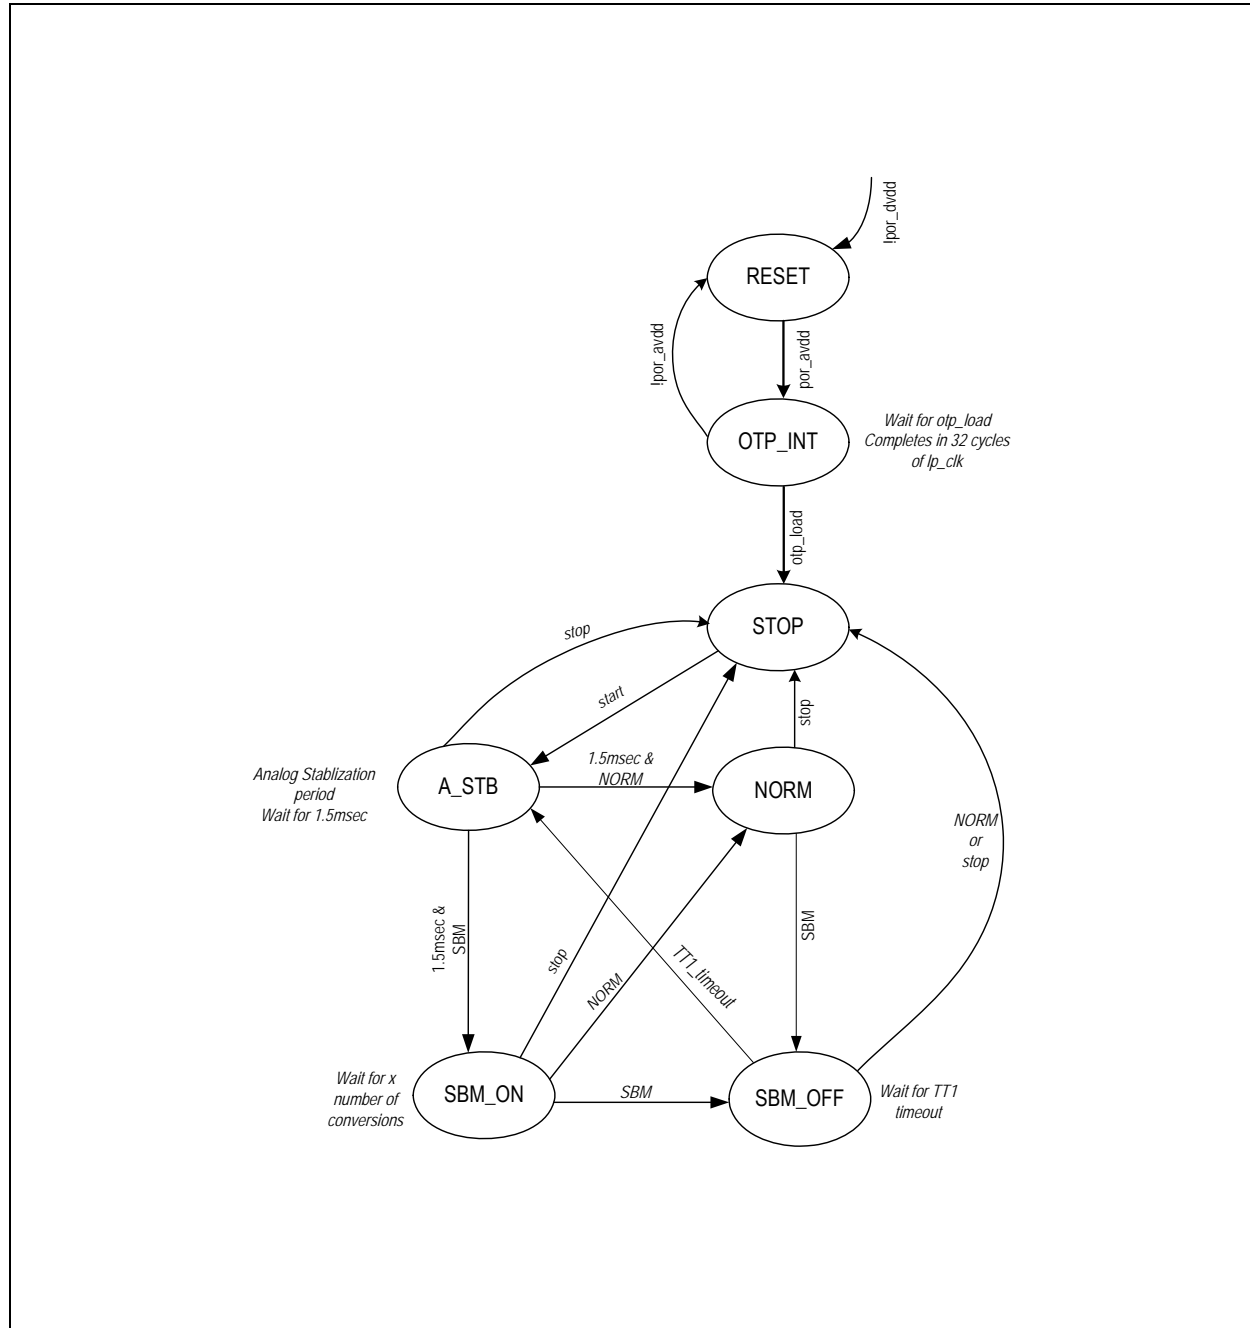 !por_dvdd
RESET
!por_avdd
por_avdd
OTP_INT
Wait for otp_load
Completes in 32 cycles
of lp_clk
otp_load
STOP
stop
start
stop
Analog Stablization
period
Wait for 1.5msec
A_STB
1.5msec &
NORM
NORM
NORM
or
stop
1.5msec &
SBM
stop
NORM
TT1_timeout
SBM
Wait for x
number of
conversions
SBM_ON
SBM
SBM_OFF
Wait for TT1
timeout